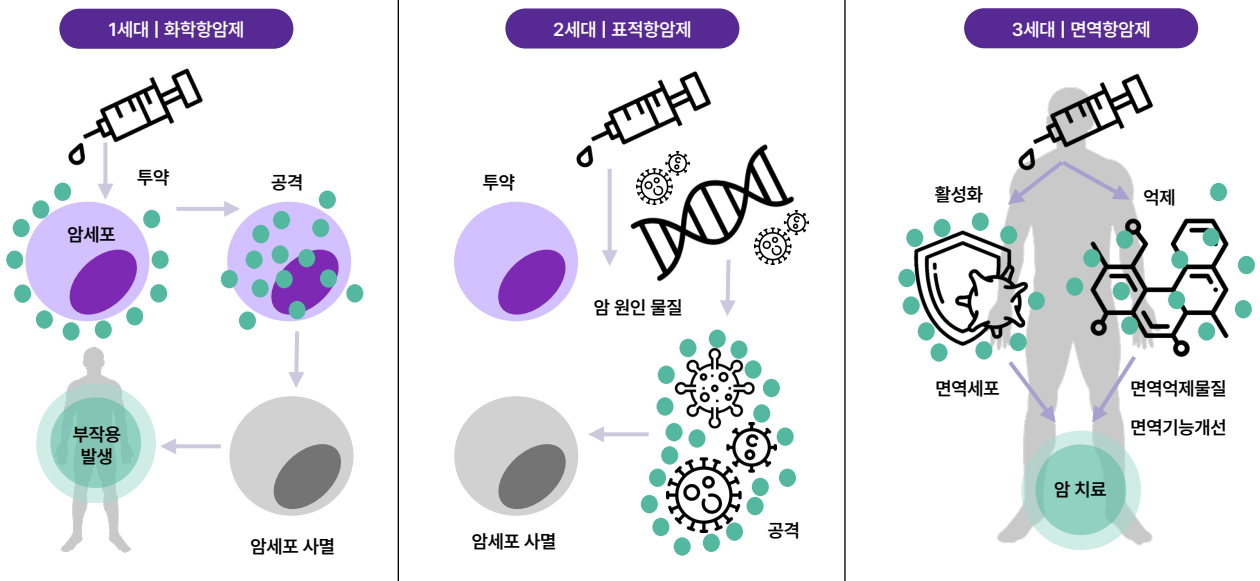 1세대 | 화학항암제
투약
공격
암세포
부작용
발생
암세포 사멸
2세대 | 표적항암제
투약
암 원인 물질
암세포 사멸
공격
3세대 | 면역항암제
활성화
억제
면역세포
면역억제물질
면역기능개선
암 치료